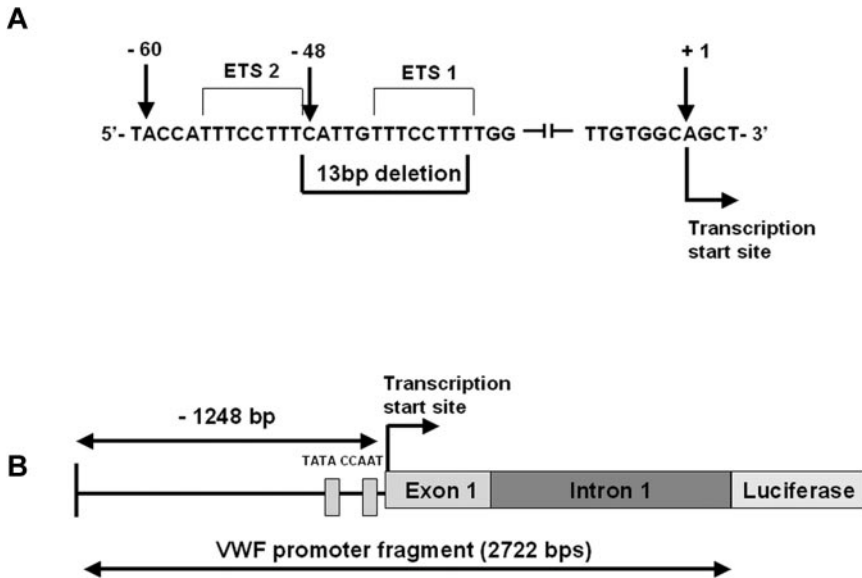 A
- 60
- 48
+ 1
ETS 2
ETS 1
5'- TACCATTTCCTTTCATTGTTTCCTTTTGG
TTGTGGCAGCT- 3'
13bp deletion
Transcription
start site
Transcription
start site
- 1248 bp
TATA CCAAT
B
Exon 1
Intron 1
Luciferase
VWF promoter fragment (2722 bps)